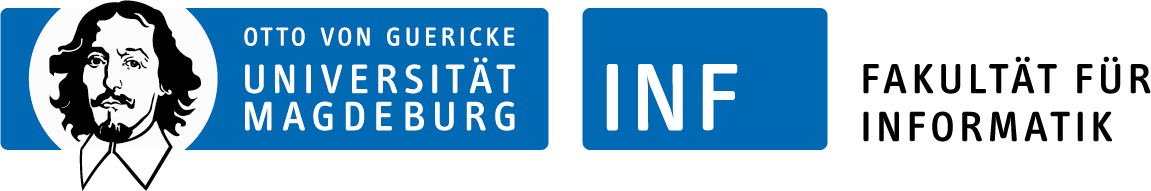 OTTO VON GUERICKE
UNIVERSITÄT
MAGDEBURG
INF
FAKULTÄT FÜR
INFORMATIK